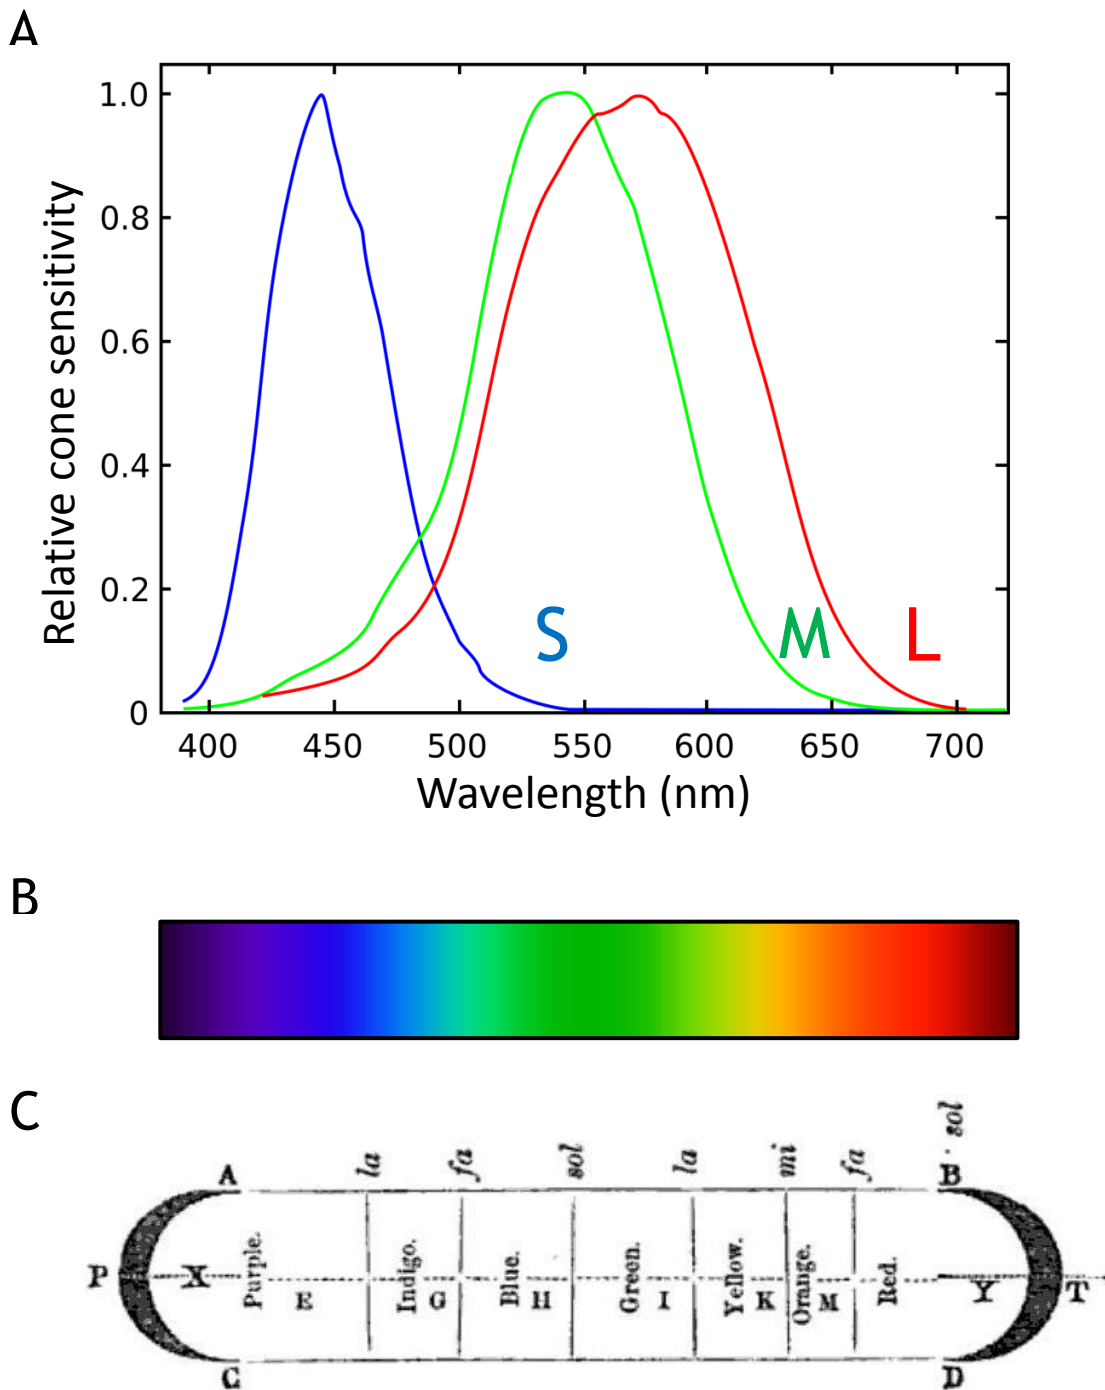 A
Relative cone sensitivity
1.0
0.8
0.6
0.4
0.2
0
S M L
400 450 500 550 600 650 700
Wavelength (nm)
B
C
la fa sol la mi fa sol
A B
Purple. Indigo. Blue. Green. Yellow. Orange. Red.
P X Y T
E G H I K M
C D